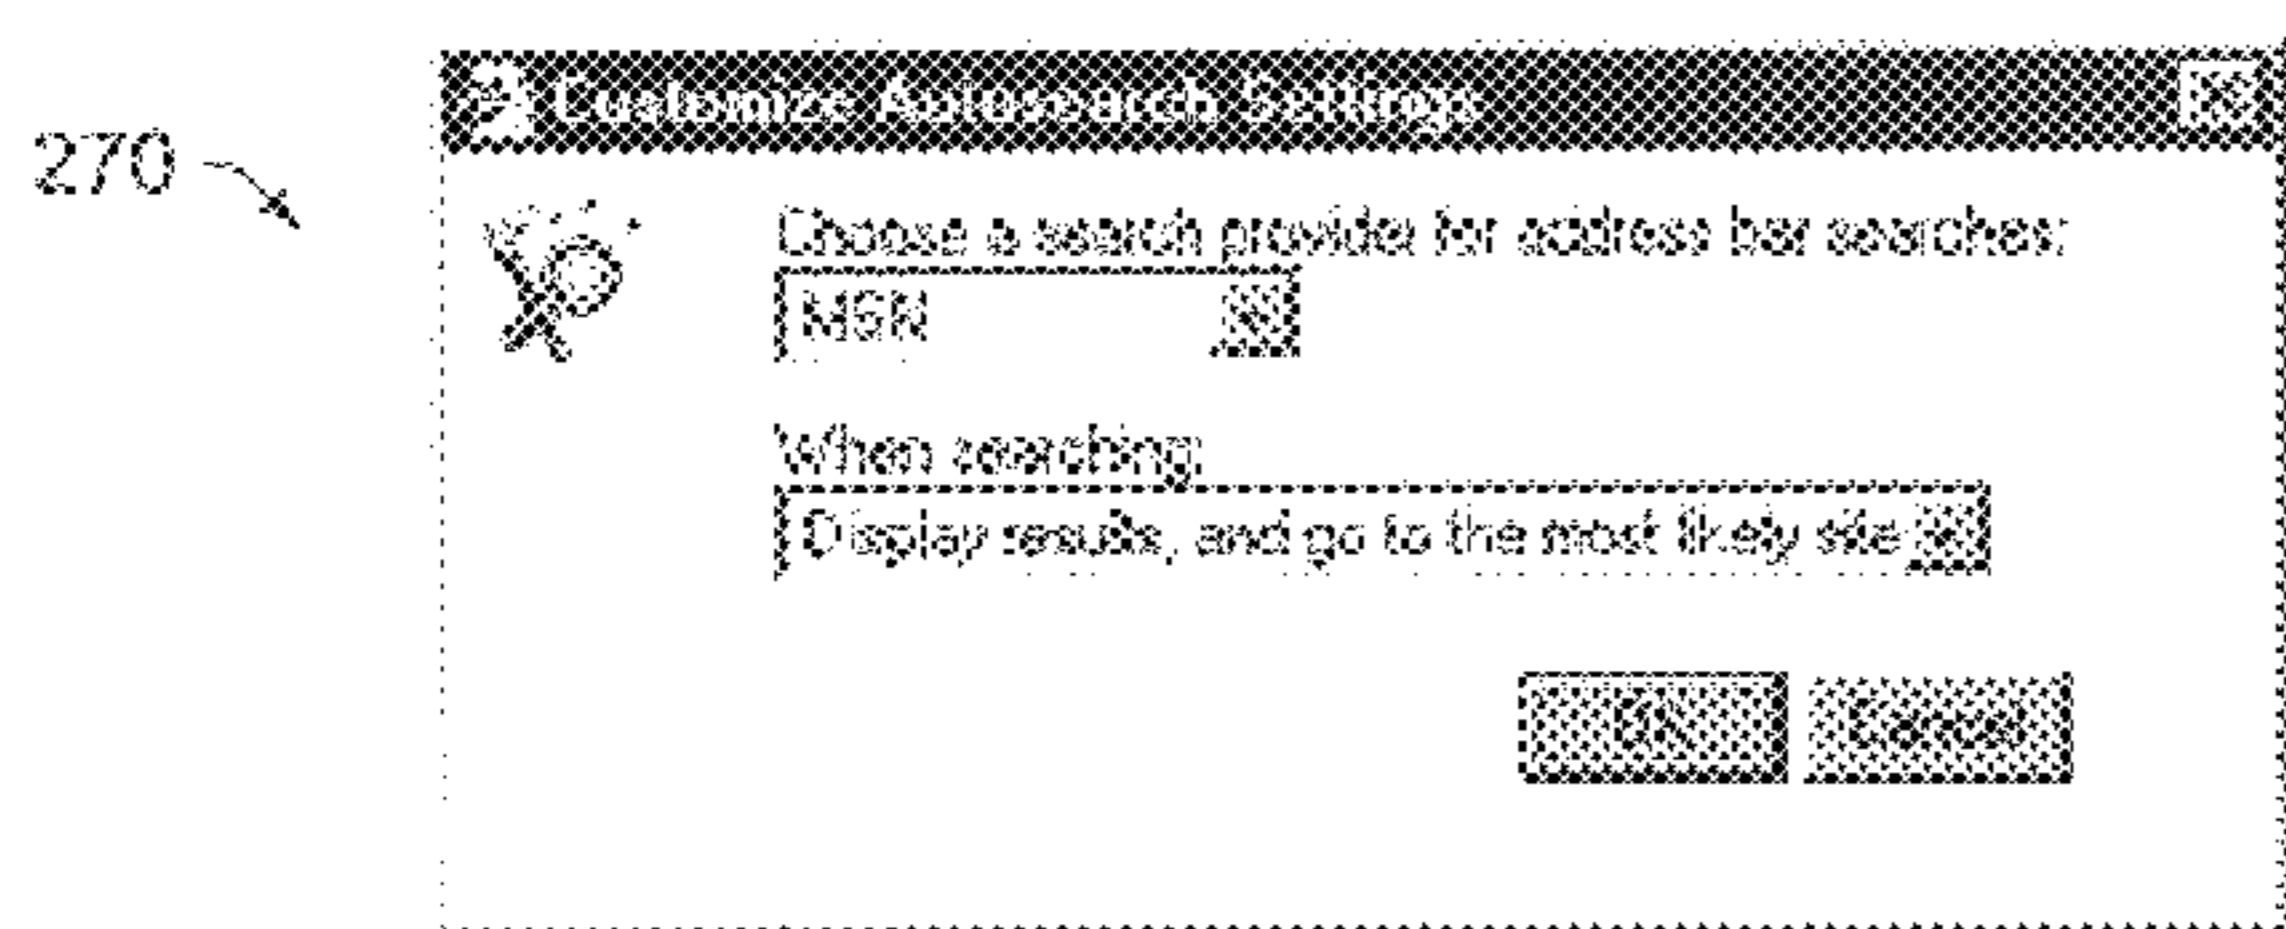 Customize Autosearch Settings
270
Choose a search provider for address bar searches:
MSN
When searching:
Display results, and go to the most likely site
OK Cancel